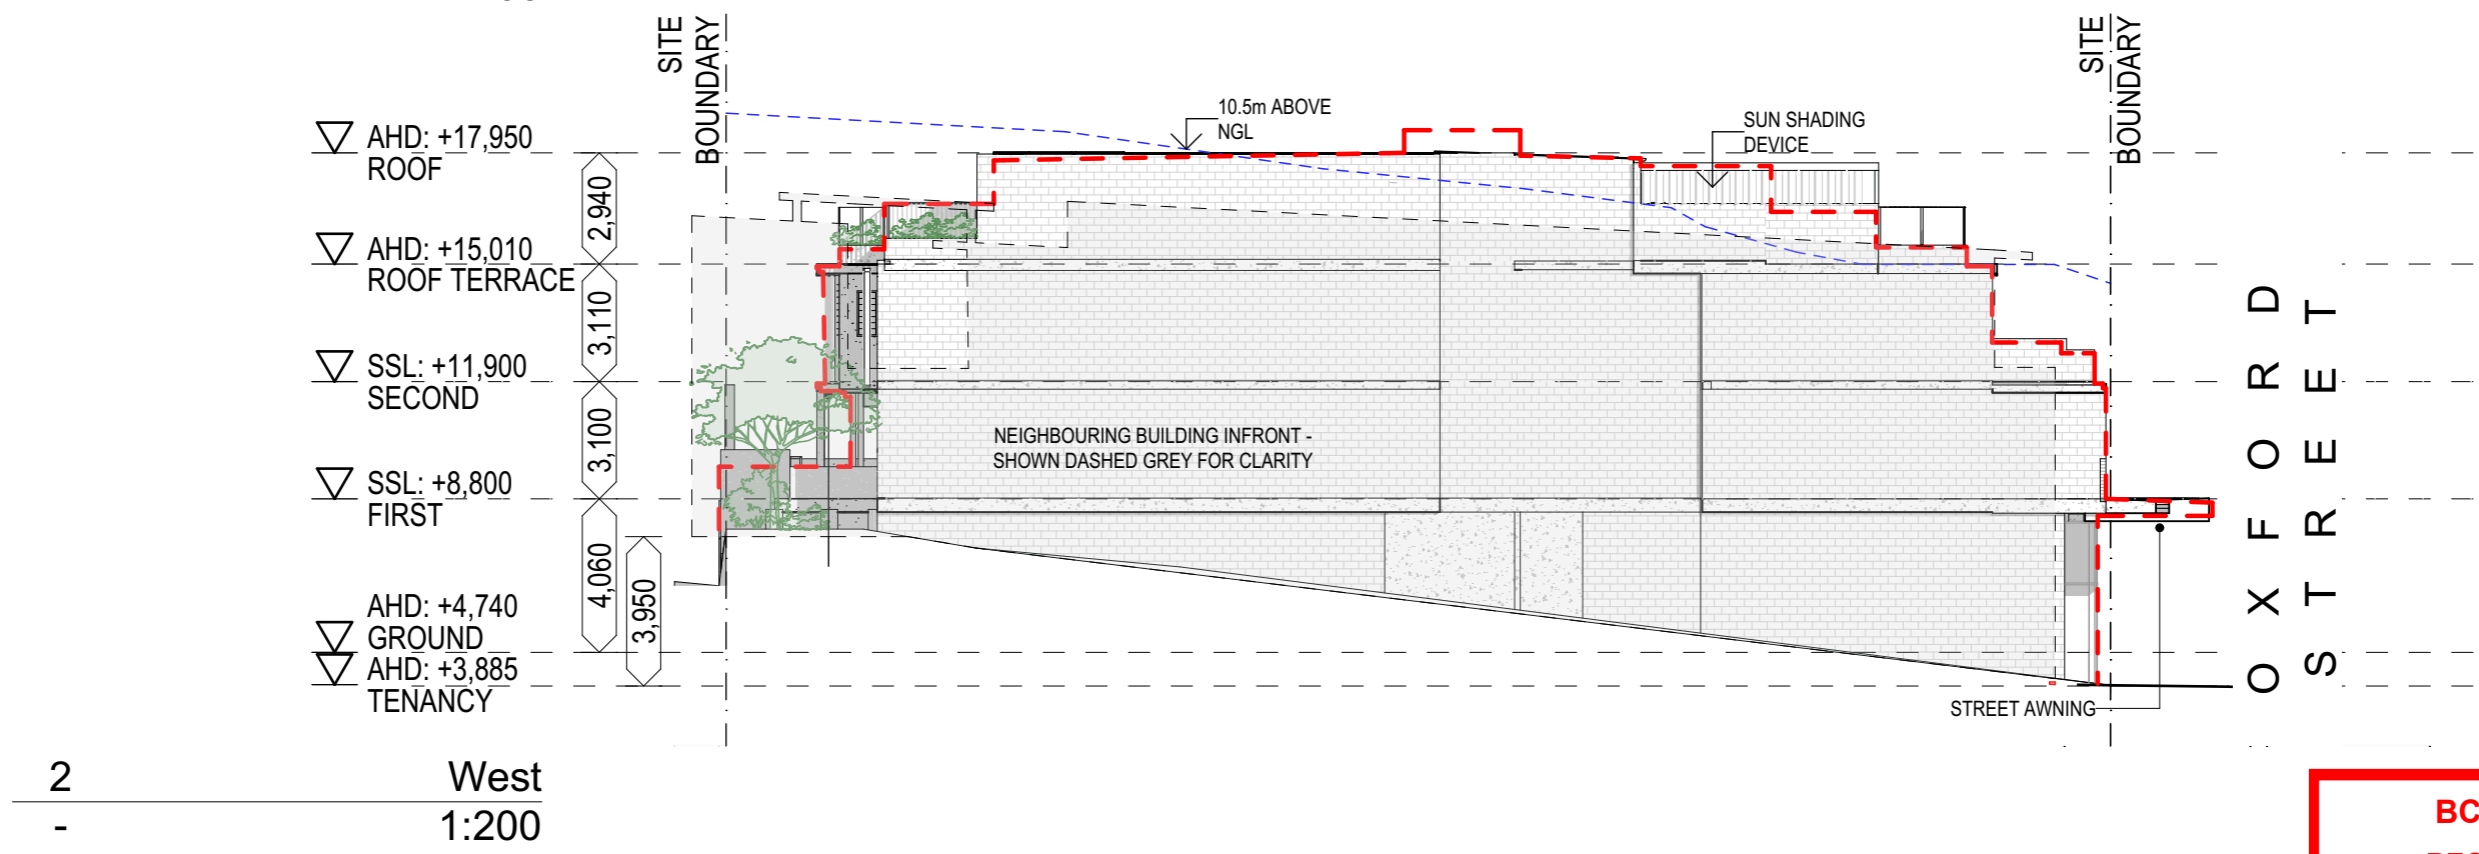 SITE
BOUNDARY
SITE
BOUNDARY
10.5m ABOVE
NGL
SUN SHADING
DEVICE
AHD: +17,950
ROOF
2,940
AHD: +15,010
ROOF TERRACE
3,110
SSL: +11,900
SECOND
3,100
NEIGHBOURING BUILDING INFRONT -
SHOWN DASHED GREY FOR CLARITY
SSL: +8,800
FIRST
4,060
3,950
AHD: +4,740
GROUND
AHD: +3,885
TENANCY
STREET AWNING
OXFORD
STREET
2 West
- 1:200
BC